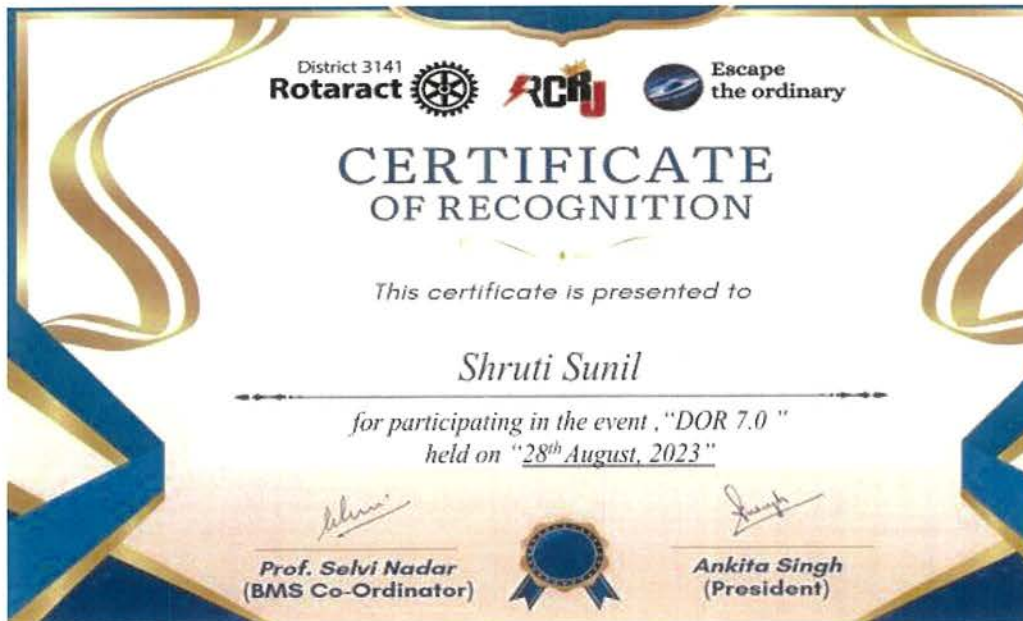 District 3141
Rotaract
RCRJ
Escape
the ordinary
CERTIFICATE
OF RECOGNITION
This certificate is presented to
Shruti Sunil
for participating in the event ,“DOR 7.0 ”
held on “28th August, 2023”
Prof. Selvi Nadar
(BMS Co-Ordinator)
Ankita Singh
(President)